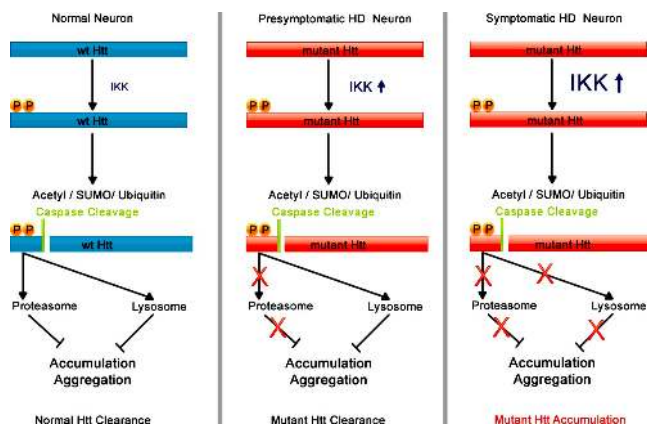 Normal Neuron
wt Htt
IKK
P P
wt Htt
Acetyl / SUMO/ Ubiquitin
Caspase Cleavage
P P
wt Htt
Proteasome
Lysosome
Accumulation
Aggregation
Normal Htt Clearance
Presymptomatic HD Neuron
mutant Htt
IKK
P P
mutant Htt
Acetyl / SUMO/ Ubiquitin
Caspase Cleavage
P P
mutant Htt
Proteasome
Lysosome
Accumulation
Aggregation
Mutant Htt Clearance
Symptomatic HD Neuron
mutant Htt
IKK
P P
mutant Htt
Acetyl / SUMO/ Ubiquitin
Caspase Cleavage
P P
mutant Htt
Proteasome
Lysosome
Accumulation
Aggregation
Mutant Htt Accumulation